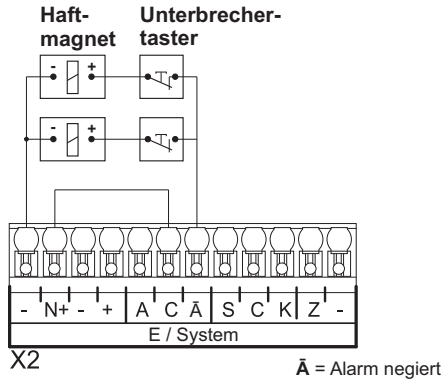 Haft-
magnet
Unterbrecher-
taster
- +
- +
- N+ - + A C Ā S C K Z -
E / System
X2
Ā = Alarm negiert